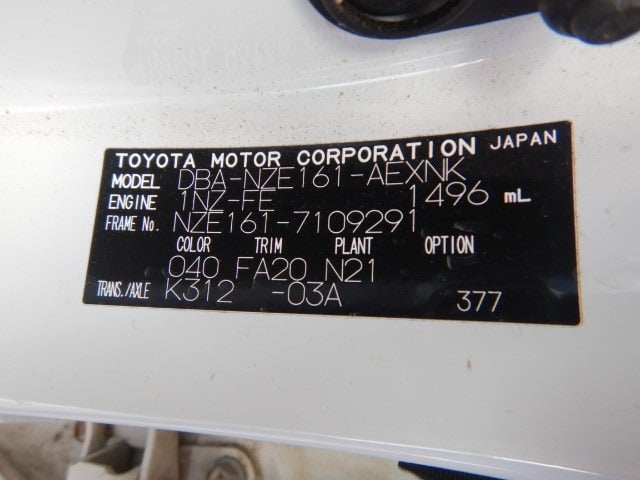 TOYOTA MOTOR CORPORATION JAPAN
MODEL DBA-NZE161-AEXNK
ENGINE 1NZ-FE 1496 mL
FRAME No. NZE161-7109291
COLOR TRIM PLANT OPTION
040 FA20 N21
TRANS./AXLE K312 -03A 377